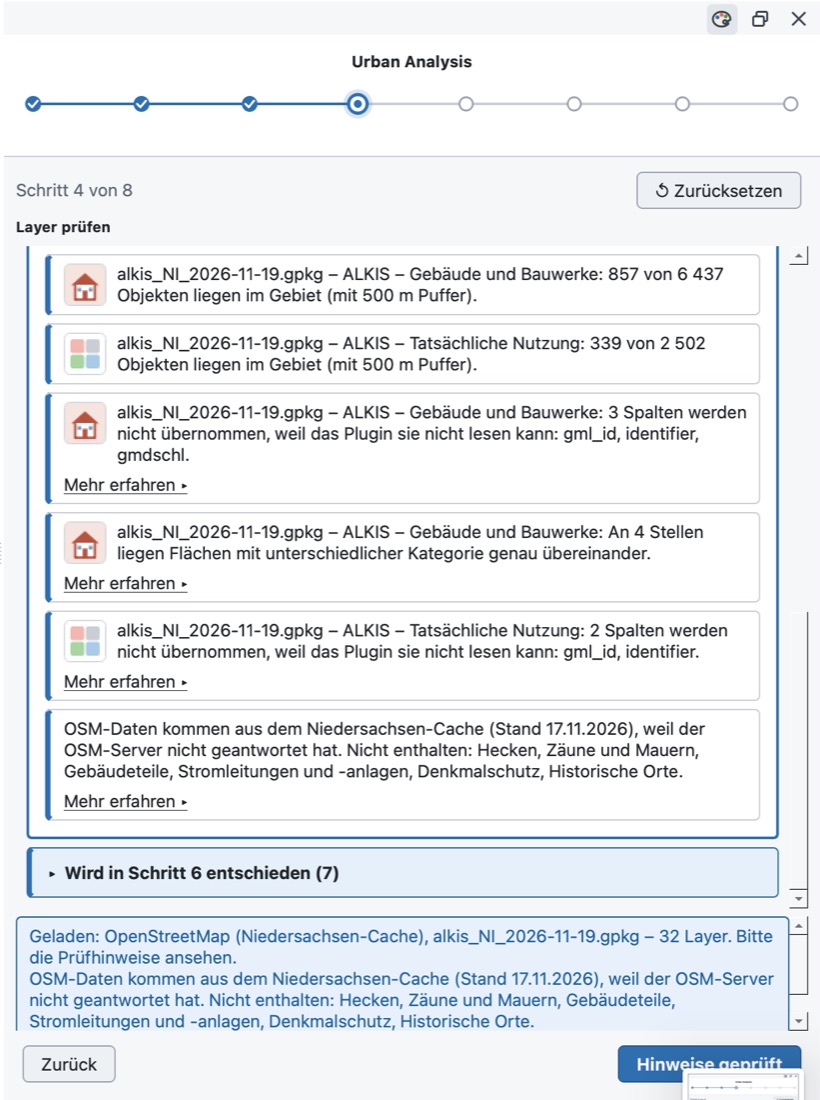 Urban Analysis
Schritt 4 von 8
Zurücksetzen
Layer prüfen
alkis_NI_2026-11-19.gpkg – ALKIS – Gebäude und Bauwerke: 857 von 6 437
Objekten liegen im Gebiet (mit 500 m Puffer).
alkis_NI_2026-11-19.gpkg – ALKIS – Tatsächliche Nutzung: 339 von 2 502
Objekten liegen im Gebiet (mit 500 m Puffer).
alkis_NI_2026-11-19.gpkg – ALKIS – Gebäude und Bauwerke: 3 Spalten werden
nicht übernommen, weil das Plugin sie nicht lesen kann: gml_id, identifier,
gmdschl.
Mehr erfahren ▸
alkis_NI_2026-11-19.gpkg – ALKIS – Gebäude und Bauwerke: An 4 Stellen
liegen Flächen mit unterschiedlicher Kategorie genau übereinander.
Mehr erfahren ▸
alkis_NI_2026-11-19.gpkg – ALKIS – Tatsächliche Nutzung: 2 Spalten werden
nicht übernommen, weil das Plugin sie nicht lesen kann: gml_id, identifier.
Mehr erfahren ▸
OSM-Daten kommen aus dem Niedersachsen-Cache (Stand 17.11.2026), weil der
OSM-Server nicht geantwortet hat. Nicht enthalten: Hecken, Zäune und Mauern,
Gebäudeteile, Stromleitungen und -anlagen, Denkmalschutz, Historische Orte.
Mehr erfahren ▸
▸ Wird in Schritt 6 entschieden (7)
Geladen: OpenStreetMap (Niedersachsen-Cache), alkis_NI_2026-11-19.gpkg – 32 Layer. Bitte
die Prüfhinweise ansehen.
OSM-Daten kommen aus dem Niedersachsen-Cache (Stand 17.11.2026), weil der OSM-Server
nicht geantwortet hat. Nicht enthalten: Hecken, Zäune und Mauern, Gebäudeteile,
Stromleitungen und -anlagen, Denkmalschutz, Historische Orte.
Zurück
Hinweise geprüft